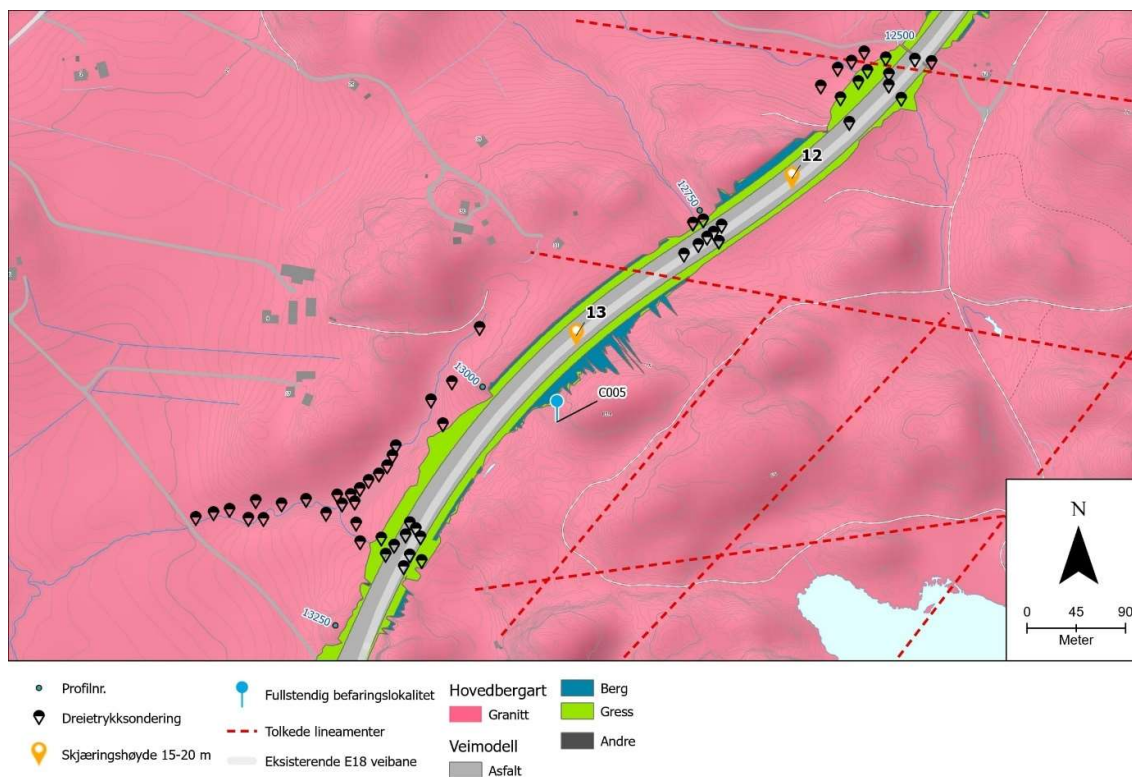 12500
12
12750
13
13000
C005
13250
N
0 45 90
Meter
Profilnr.
Dreietrykksondering
Skjæringshøyde 15-20 m
Fullstendig befaringslokalitet
Tolkede lineamenter
Eksisterende E18 veibane
Hovedbergart
Granitt
Veimodell
Asfalt
Berg
Gress
Andre